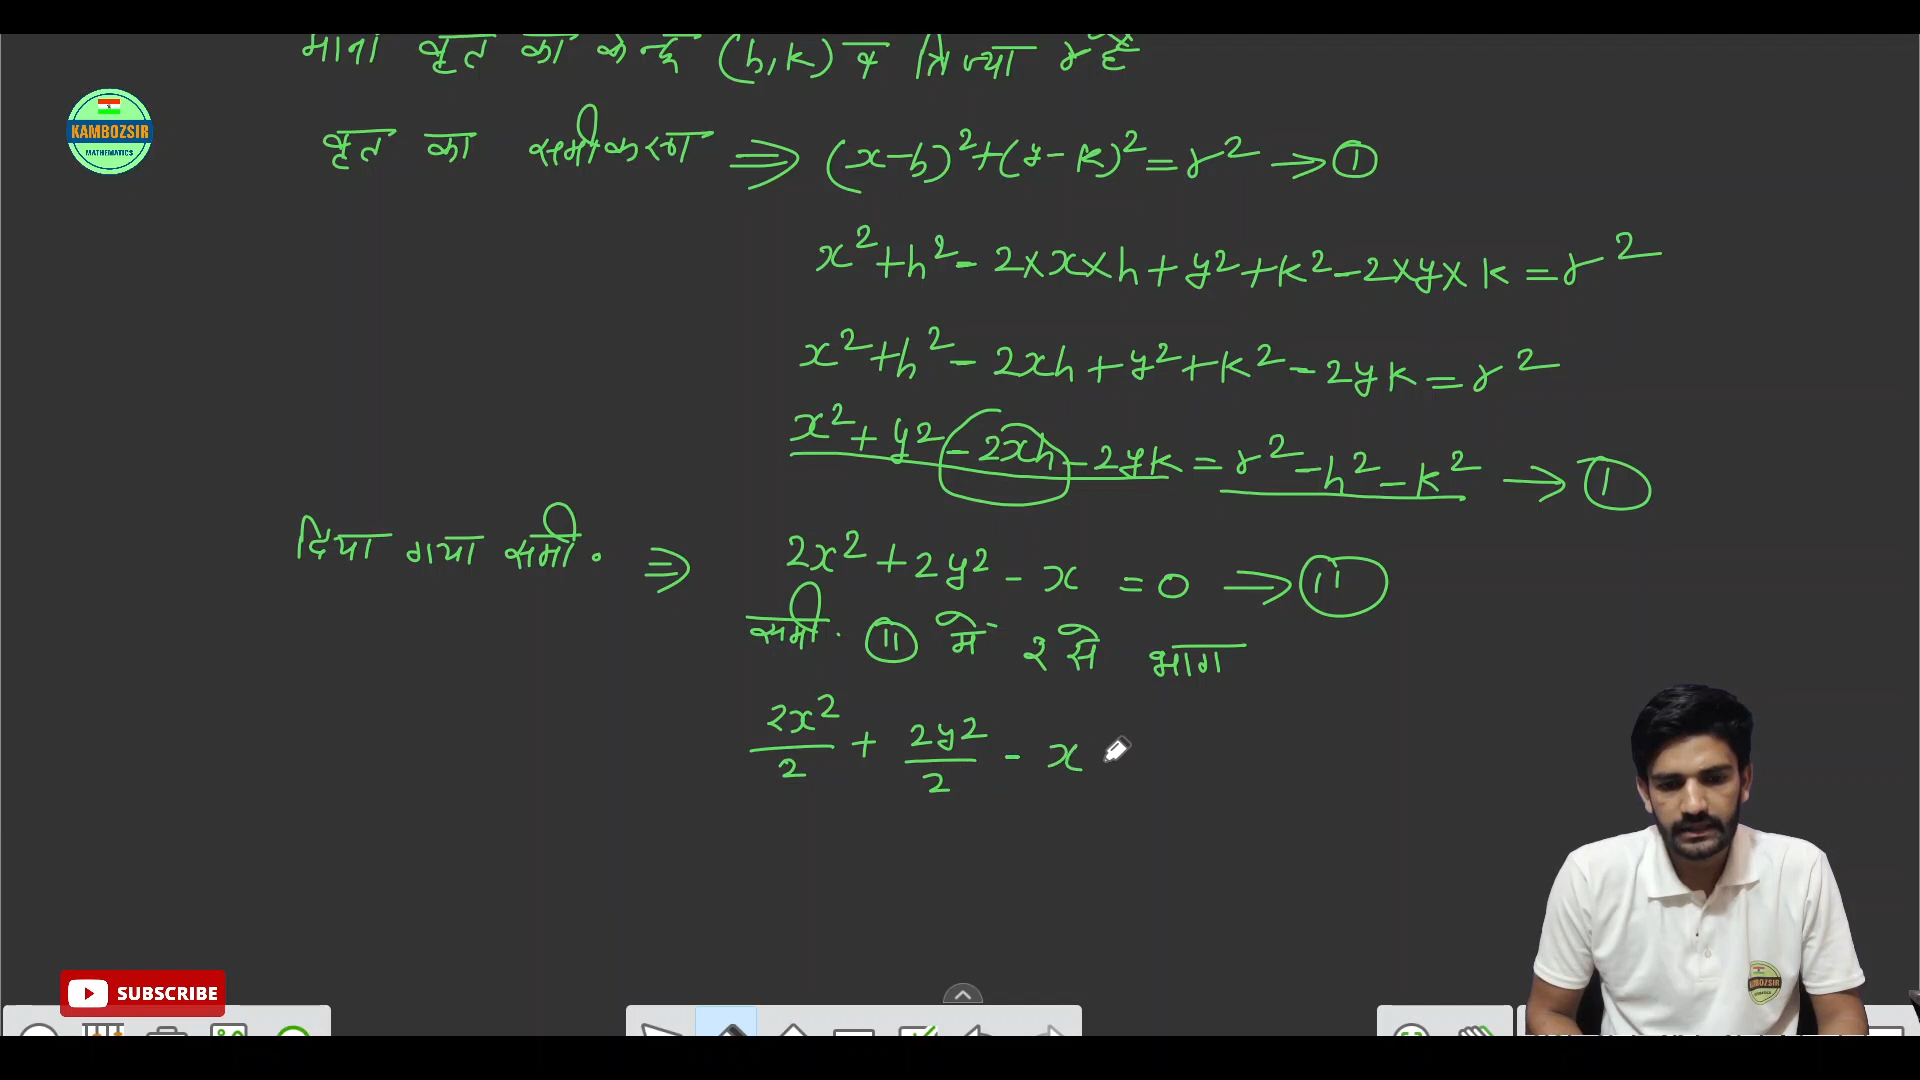 माना वृत का केन्द्र (h,k) व त्रिज्या r है
KAMBOZSIR
MATHEMATICS
वृत का समीकरण ⇒ (x-h)²+(y-k)²=r² → ①
x²+h²-2×x×h+y²+k²-2×y×k=r²
x²+h²-2xh+y²+k²-2yk=r²
x²+y²-2xh-2yk=r²-h²-k² → ①
दिया गया समी. ⇒ 2x²+2y²-x=0 → ⑪
समी. ⑪ में 2 से भाग
2x²/2 + 2y²/2 - x
KAMBOZSIR
SUBSCRIBE